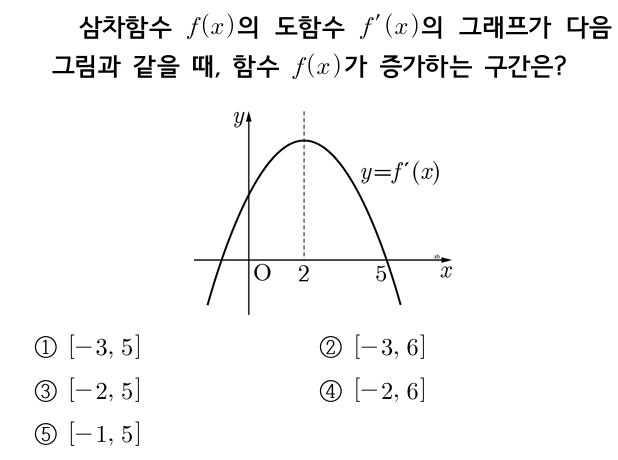 삼차함수 f(x)의 도함수 f′(x)의 그래프가 다음
그림과 같을 때, 함수 f(x)가 증가하는 구간은?
y
y=f′(x)
O 2 5 x
① [−3, 5] ② [−3, 6]
③ [−2, 5] ④ [−2, 6]
⑤ [−1, 5]